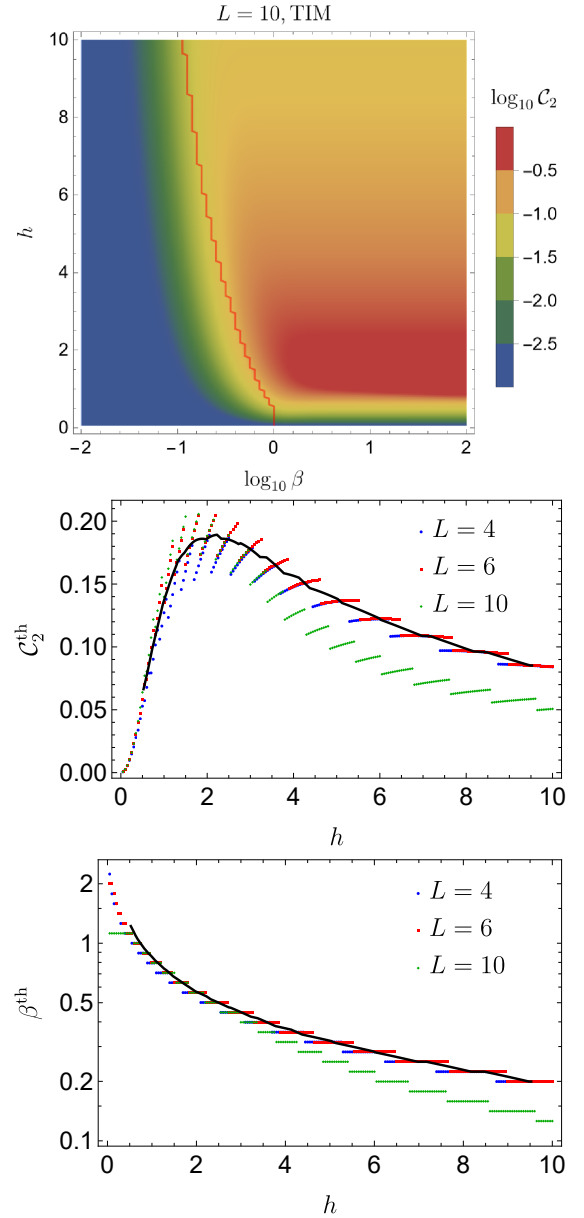 L = 10, TIM
10
8
6
4
2
0
h
−2 −1 0 1 2
log₁₀ β
log₁₀ 𝒞₂
−0.5
−1.0
−1.5
−2.0
−2.5
0.20
0.15
0.10
0.05
0.00
𝒞₂ᵗʰ
L = 4
L = 6
L = 10
0 2 4 6 8 10
h
2
1
0.5
0.2
0.1
βᵗʰ
L = 4
L = 6
L = 10
0 2 4 6 8 10
h